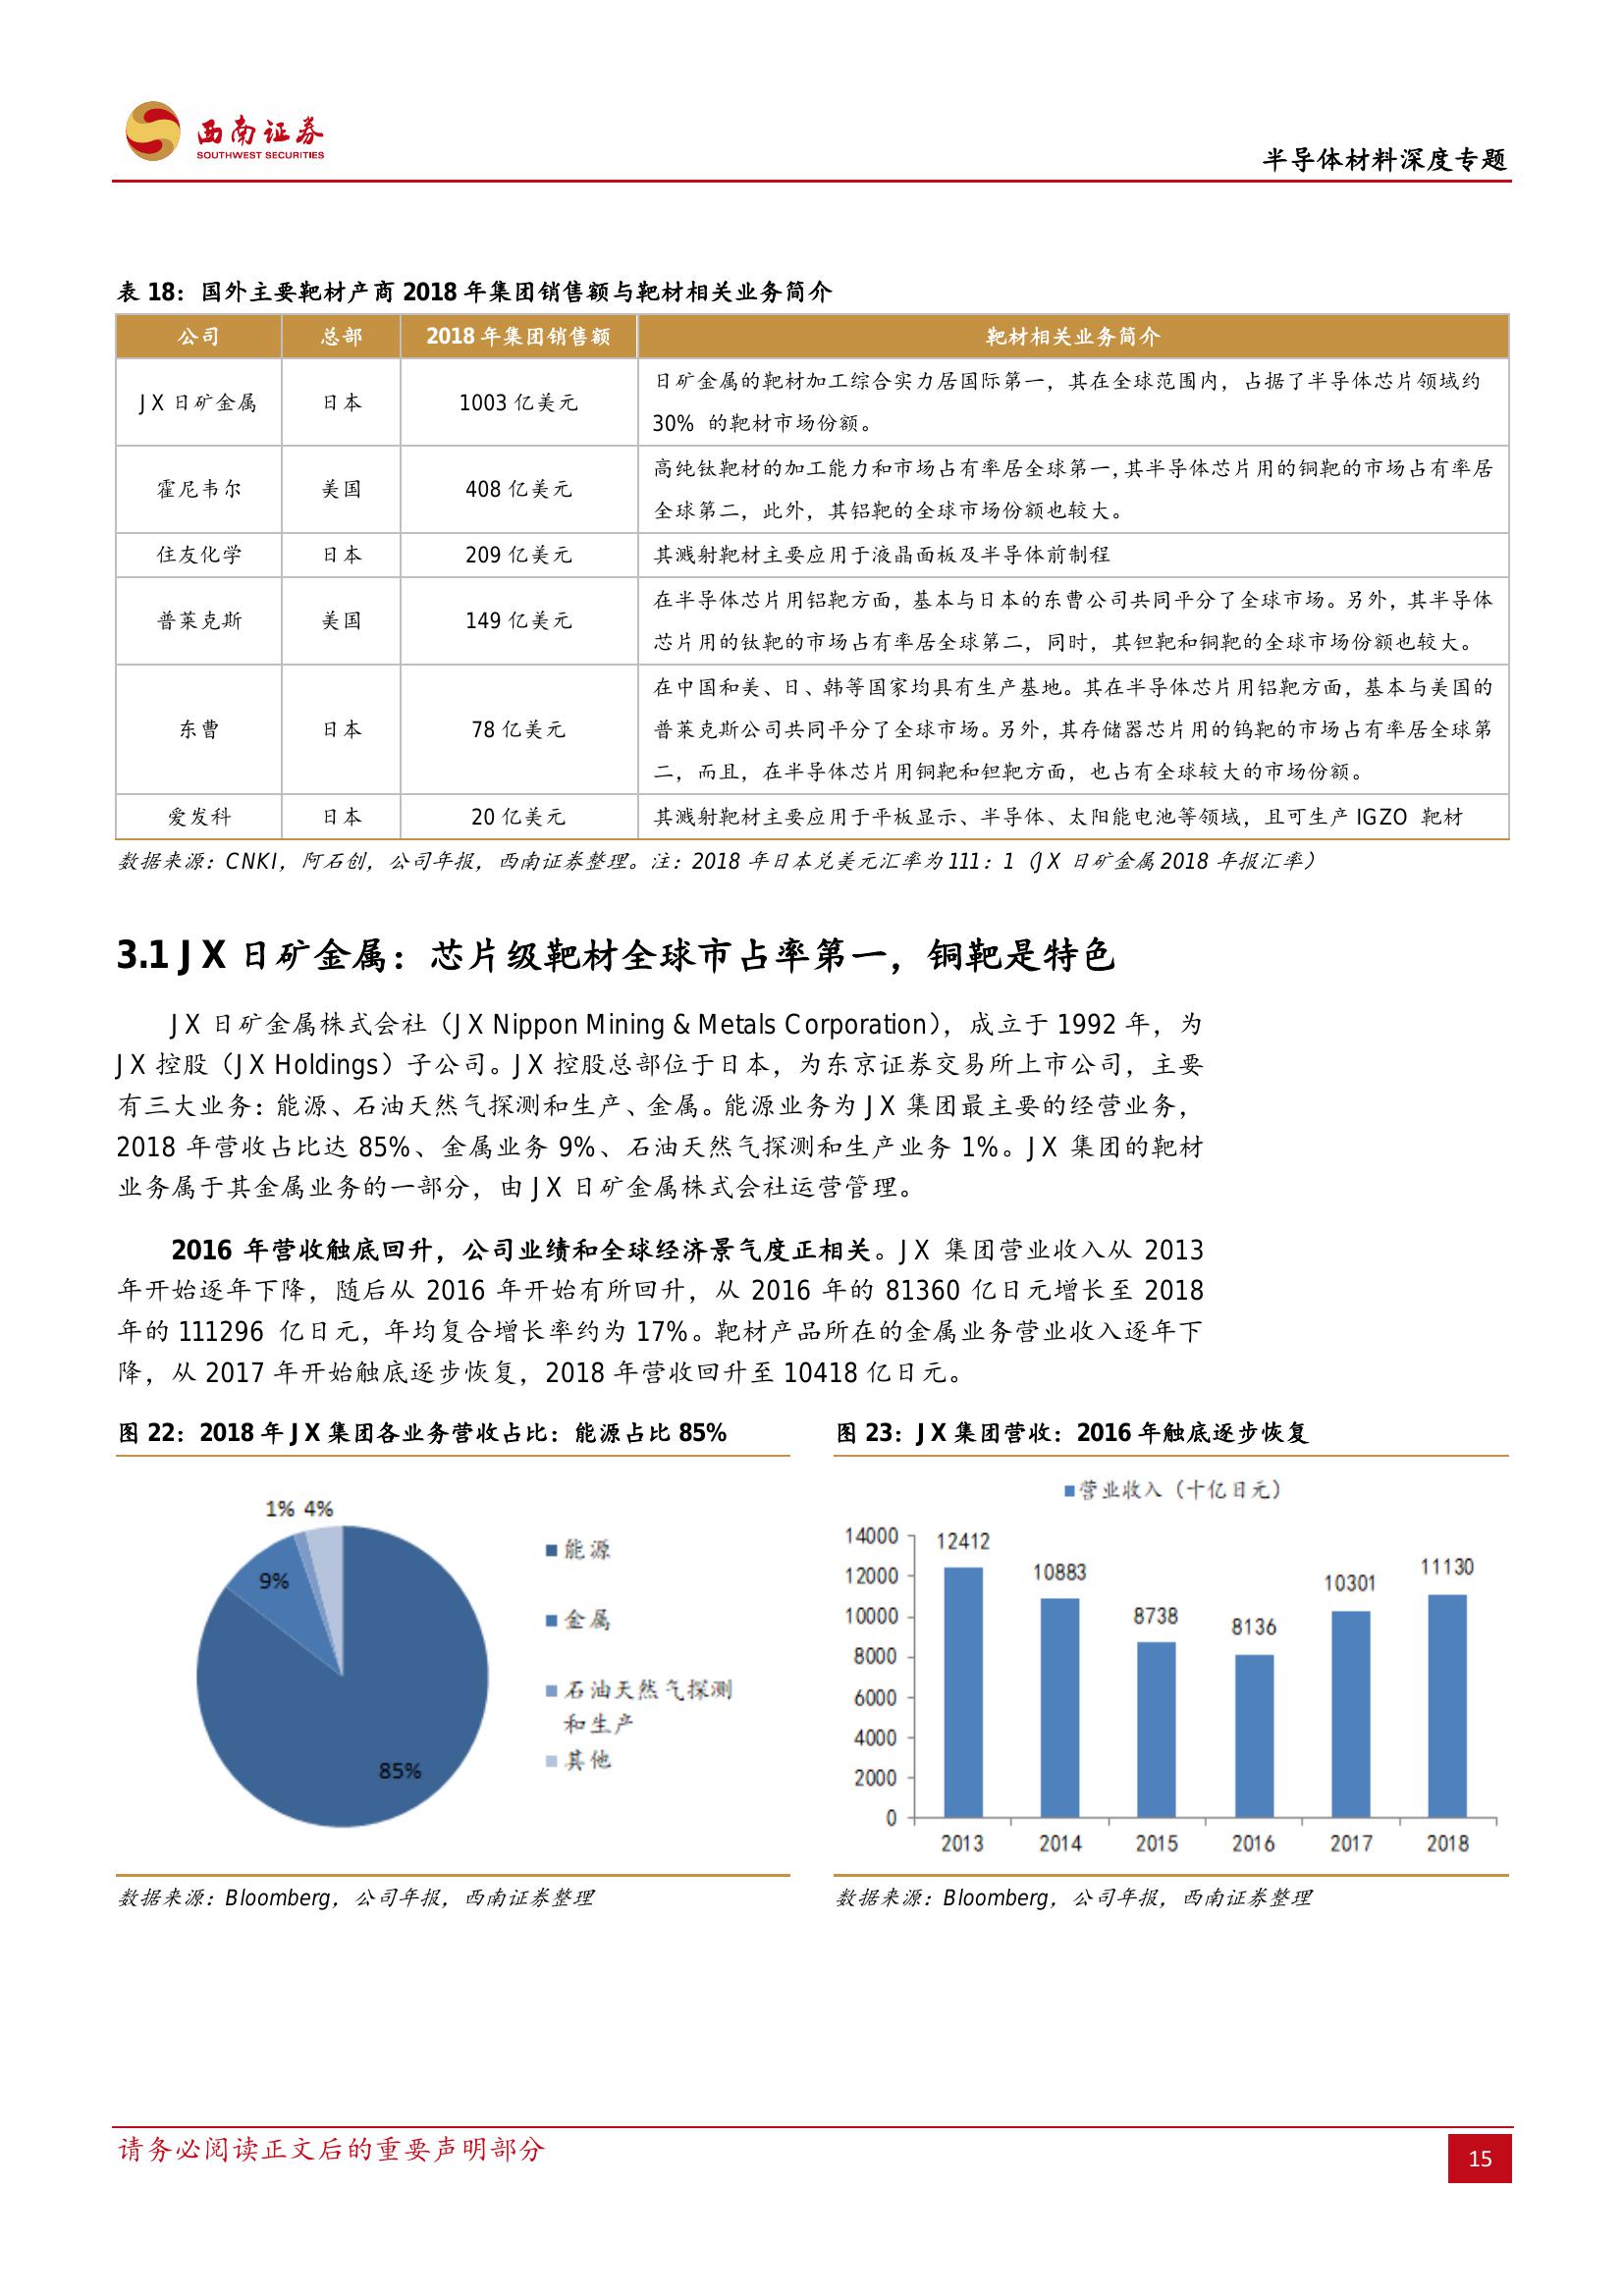 西南证券
SOUTHWEST SECURITIES
半导体材料深度专题
表 18：国外主要靶材产商 2018 年集团销售额与靶材相关业务简介
公司 总部 2018 年集团销售额 靶材相关业务简介
JX 日矿金属 日本 1003 亿美元 日矿金属的靶材加工综合实力居国际第一，其在全球范围内，占据了半导体芯片领域约
30% 的靶材市场份额。
霍尼韦尔 美国 408 亿美元 高纯钛靶材的加工能力和市场占有率居全球第一，其半导体芯片用的铜靶的市场占有率居
全球第二，此外，其铝靶的全球市场份额也较大。
住友化学 日本 209 亿美元 其溅射靶材主要应用于液晶面板及半导体前制程
普莱克斯 美国 149 亿美元 在半导体芯片用铝靶方面，基本与日本的东曹公司共同平分了全球市场。另外，其半导体
芯片用的钛靶的市场占有率居全球第二，同时，其钽靶和铜靶的全球市场份额也较大。
东曹 日本 78 亿美元 在中国和美、日、韩等国家均具有生产基地。其在半导体芯片用铝靶方面，基本与美国的
普莱克斯公司共同平分了全球市场。另外，其存储器芯片用的钨靶的市场占有率居全球第
二，而且，在半导体芯片用铜靶和钽靶方面，也占有全球较大的市场份额。
爱发科 日本 20 亿美元 其溅射靶材主要应用于平板显示、半导体、太阳能电池等领域，且可生产 IGZO 靶材
数据来源：CNKI，阿石创，公司年报，西南证券整理。注：2018 年日本兑美元汇率为 111：1（JX 日矿金属 2018 年报汇率）
3.1 JX 日矿金属：芯片级靶材全球市占率第一，铜靶是特色
JX 日矿金属株式会社（JX Nippon Mining & Metals Corporation），成立于 1992 年，为
JX 控股（JX Holdings）子公司。JX 控股总部位于日本，为东京证券交易所上市公司，主要
有三大业务：能源、石油天然气探测和生产、金属。能源业务为 JX 集团最主要的经营业务，
2018 年营收占比达 85%、金属业务 9%、石油天然气探测和生产业务 1%。JX 集团的靶材
业务属于其金属业务的一部分，由 JX 日矿金属株式会社运营管理。
2016 年营收触底回升，公司业绩和全球经济景气度正相关。JX 集团营业收入从 2013
年开始逐年下降，随后从 2016 年开始有所回升，从 2016 年的 81360 亿日元增长至 2018
年的 111296 亿日元，年均复合增长率约为 17%。靶材产品所在的金属业务营业收入逐年下
降，从 2017 年开始触底逐步恢复，2018 年营收回升至 10418 亿日元。
图 22：2018 年 JX 集团各业务营收占比：能源占比 85%
1% 4%
9%
85%
能源
金属
石油天然气探测
和生产
其他
数据来源：Bloomberg，公司年报，西南证券整理
图 23：JX 集团营收：2016 年触底逐步恢复
营业收入（十亿日元）
14000
12000
10000
8000
6000
4000
2000
0
12412 10883 8738 8136 10301 11130
2013 2014 2015 2016 2017 2018
数据来源：Bloomberg，公司年报，西南证券整理
请务必阅读正文后的重要声明部分
15